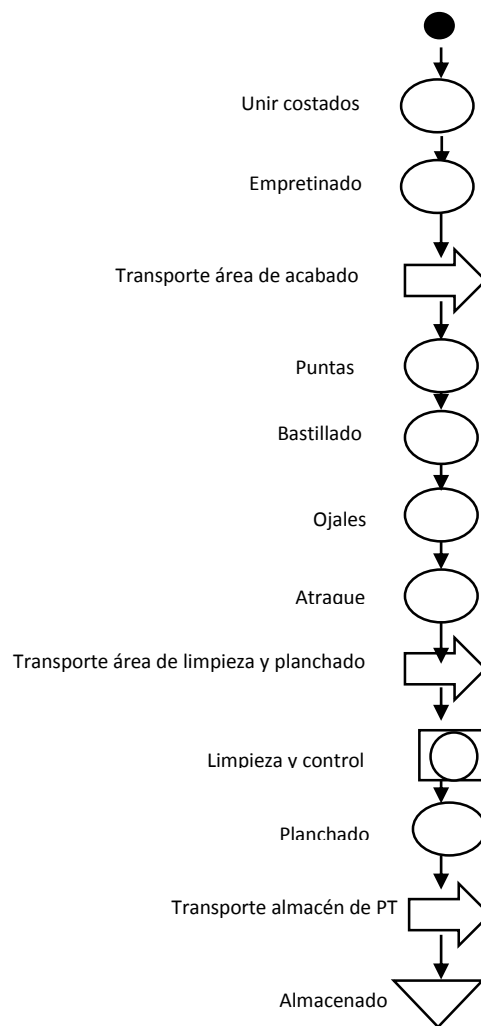 Unir costados
Empretinado
Transporte área de acabado
Puntas
Bastillado
Ojales
Atraque
Transporte área de limpieza y planchado
Limpieza y control
Planchado
Transporte almacén de PT
Almacenado